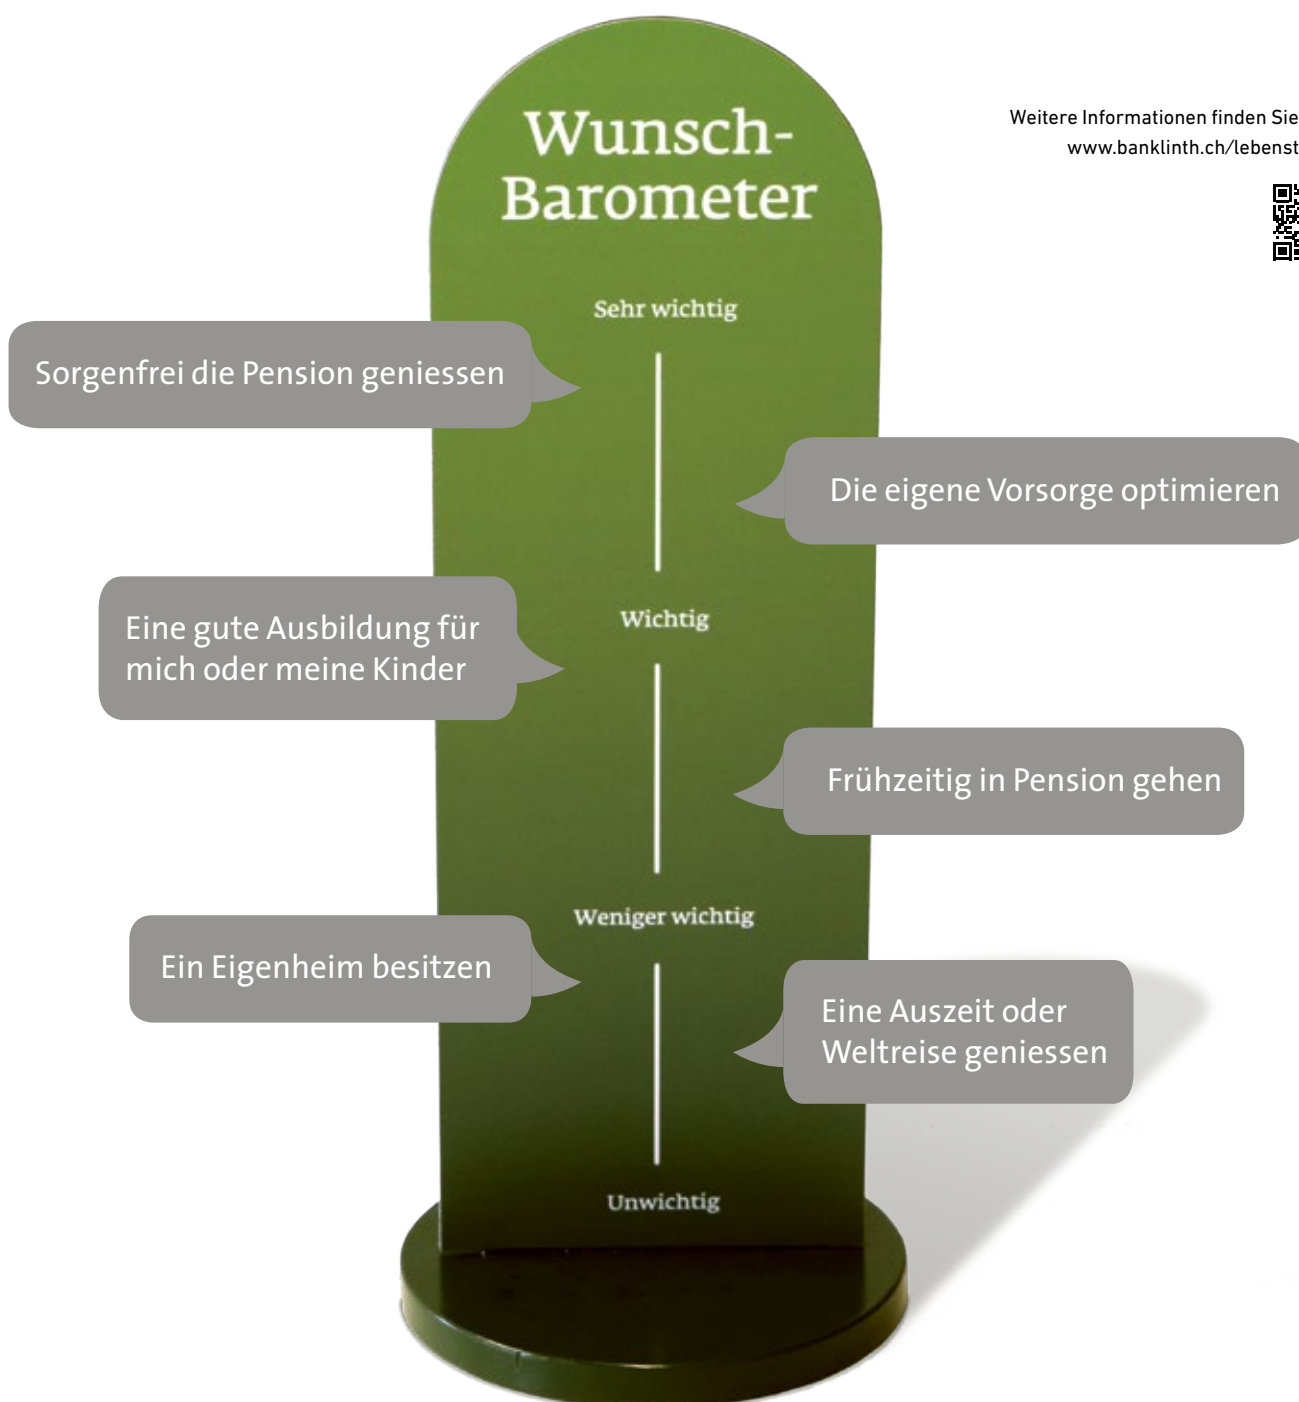 Wunsch-
Barometer
Weitere Informationen finden Sie
www.banklinth.ch/lebenst
Sehr wichtig
Sorgenfrei die Pension geniessen
Die eigene Vorsorge optimieren
Wichtig
Eine gute Ausbildung für
mich oder meine Kinder
Frühzeitig in Pension gehen
Weniger wichtig
Ein Eigenheim besitzen
Eine Auszeit oder
Weltreise geniessen
Unwichtig